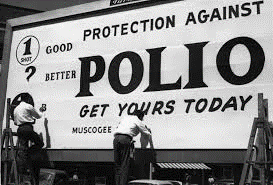 PROTECTION AGAINST
1 SHOT GOOD
? BETTER
POLIO
GET YOURS TODAY
MUSCOGEE